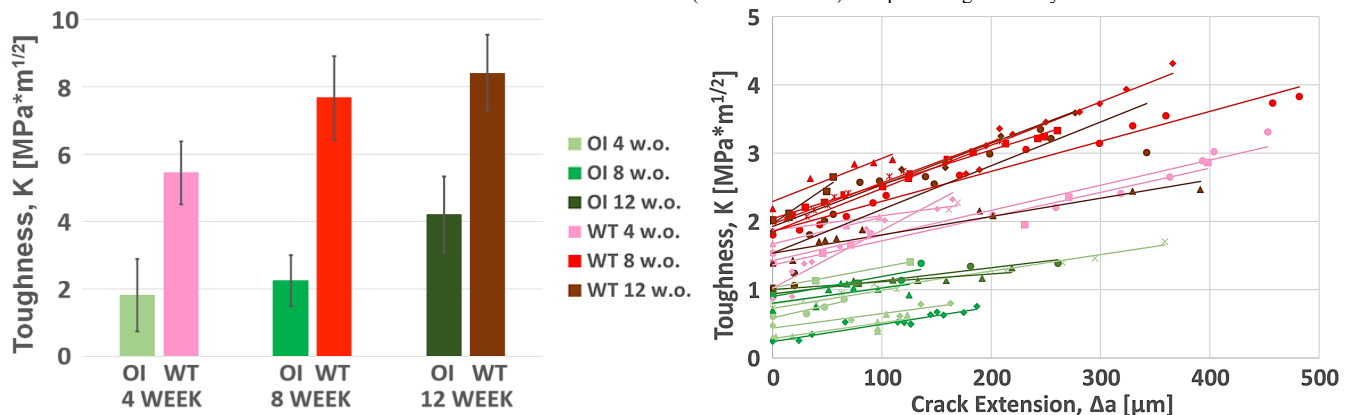 Toughness, K [MPa*m1/2]
10
8
6
4
2
0
OI WT OI WT OI WT
4 WEEK 8 WEEK 12 WEEK
OI 4 w.o.
OI 8 w.o.
OI 12 w.o.
WT 4 w.o.
WT 8 w.o.
WT 12 w.o.
Toughness, K [MPa*m1/2]
5
4
3
2
1
0
0 100 200 300 400 500
Crack Extension, Δa [µm]